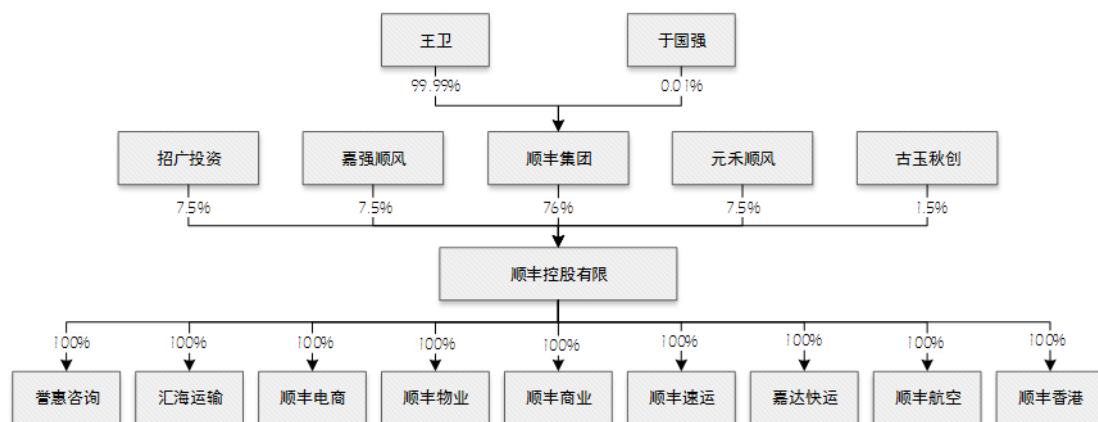 王卫 于国强
99.99% 0.01%
招广投资 嘉强顺风 顺丰集团 元禾顺风 古玉秋创
7.5% 7.5% 76% 7.5% 1.5%
顺丰控股有限
100% 100% 100% 100% 100% 100% 100% 100% 100%
誉惠咨询 汇海运输 顺丰电商 顺丰物业 顺丰商业 顺丰速运 嘉达快运 顺丰航空 顺丰香港